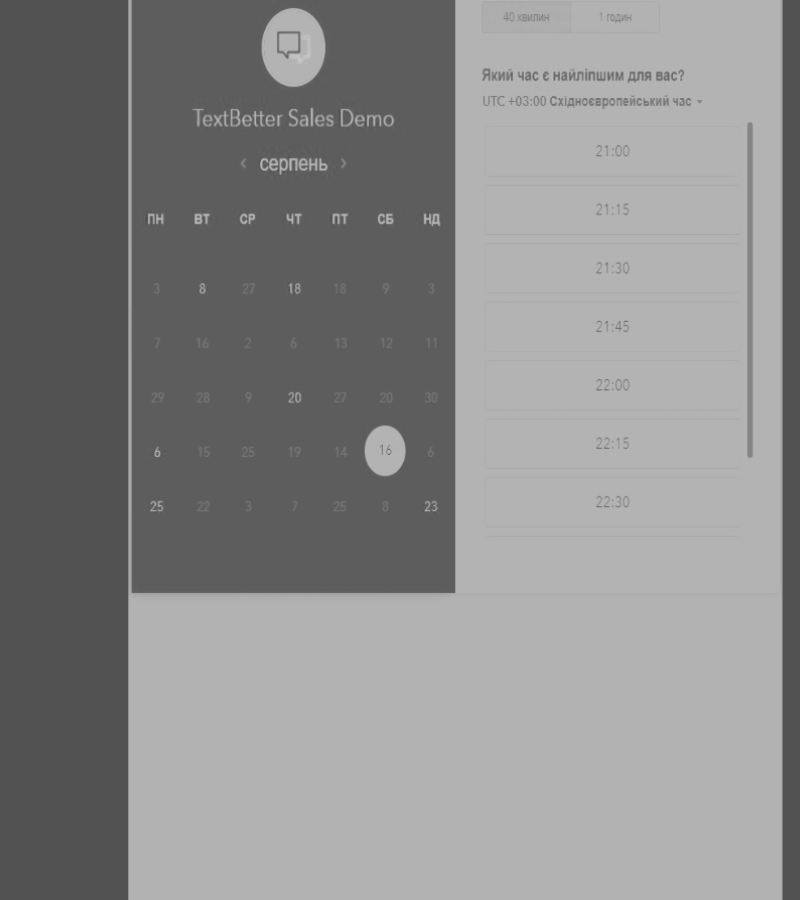 TextBetter Sales Demo
‹ серпень ›
ПН ВТ СР ЧТ ПТ СБ НД
3 8 27 18 18 9 3
7 16 2 6 13 12 11
29 28 9 20 27 20 30
6 15 25 19 14 16 6
25 22 3 7 25 8 23
40 хвилин 1 годин
Який час є найліпшим для вас?
UTC +03:00 Східноєвропейський час
21:00
21:15
21:30
21:45
22:00
22:15
22:30